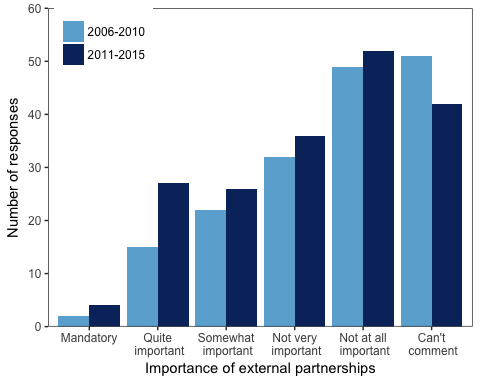 60
50
40
30
20
10
0
Number of responses
2006-2010
2011-2015
Mandatory
Quite
important
Somewhat
important
Not very
important
Not at all
important
Can't
comment
Importance of external partnerships